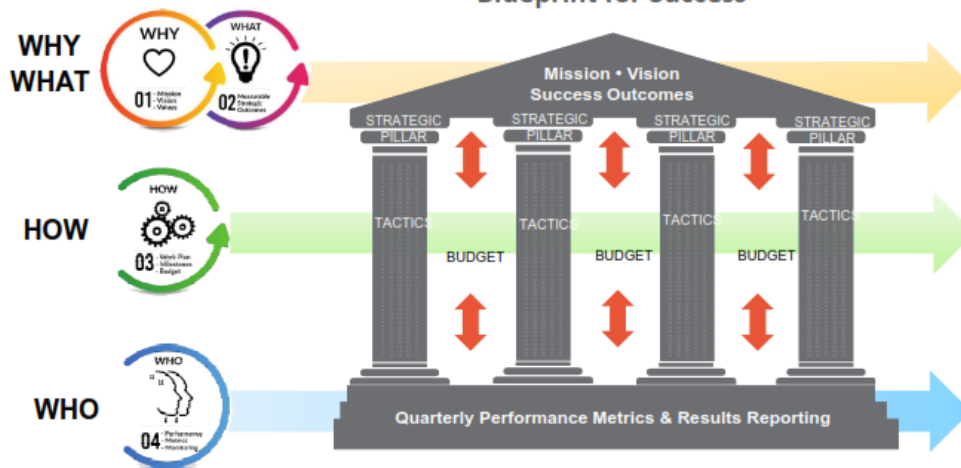 Blueprint for Success
WHY
WHAT
WHY
01
- Mission
- Vision
- Values
WHAT
02
- Measurable
Strategic
Outcomes
Mission • Vision
Success Outcomes
STRATEGIC
PILLAR
STRATEGIC
PILLAR
STRATEGIC
PILLAR
STRATEGIC
PILLAR
HOW
HOW
03
- Work Plan
- Milestones
- Budget
TACTICS
TACTICS
TACTICS
TACTICS
BUDGET
BUDGET
BUDGET
WHO
WHO
04
- Performance
Metrics
- Monitoring
Quarterly Performance Metrics & Results Reporting